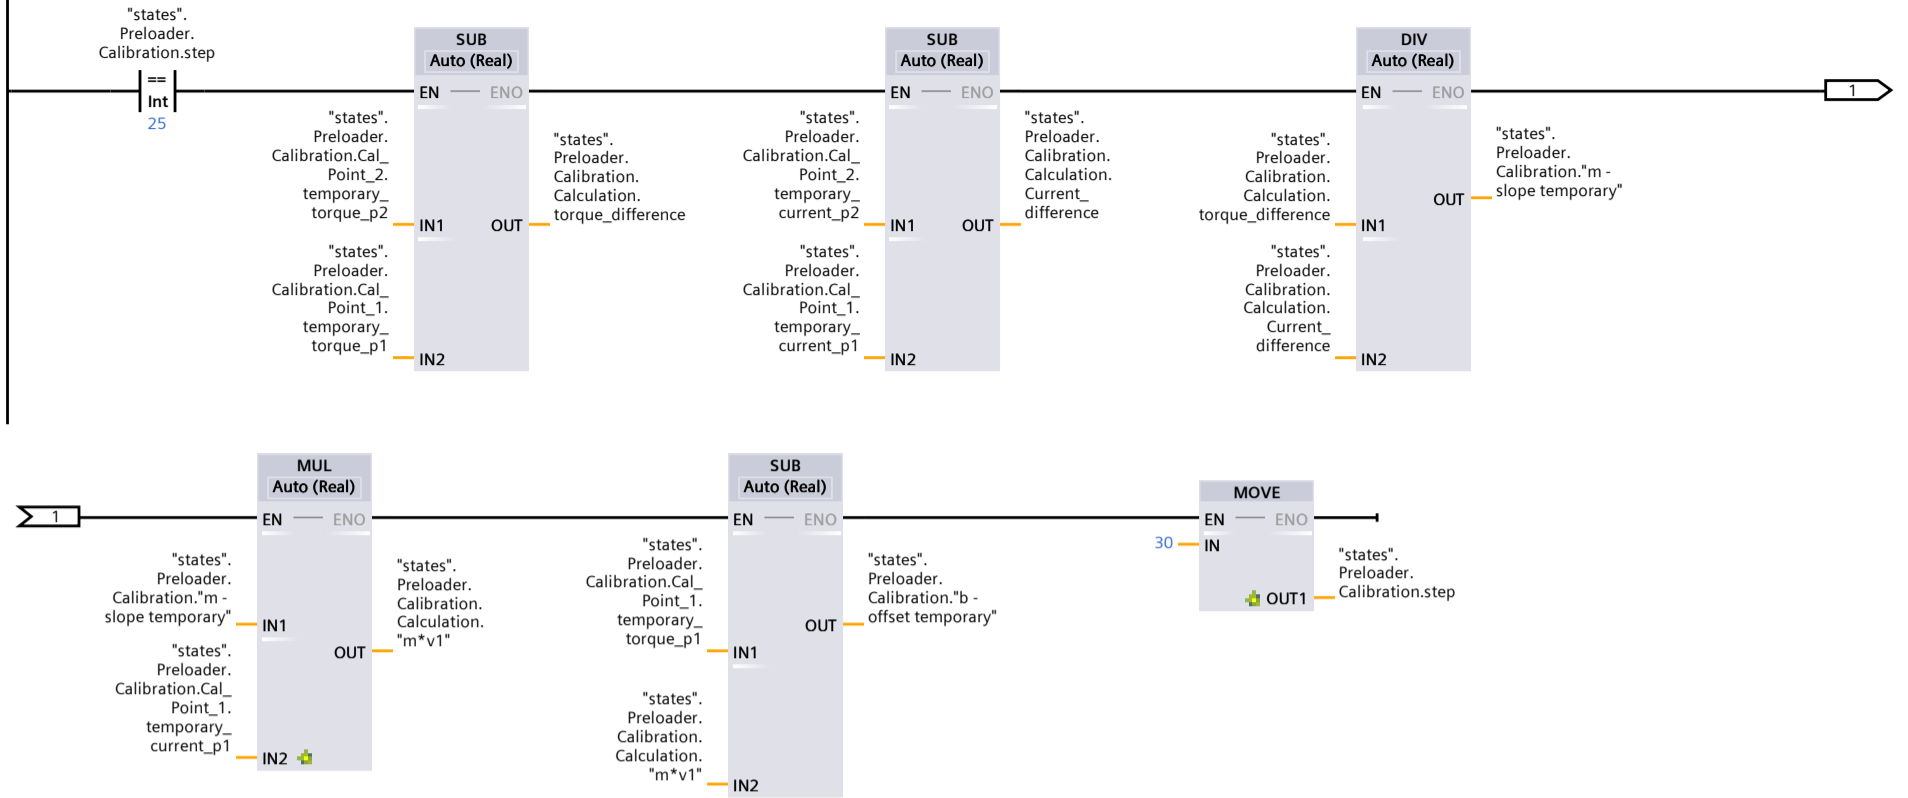 "states".
Preloader.
Calibration.step
==
Int
25
SUB
Auto (Real)
EN
ENO
"states".
Preloader.
Calibration.Cal_
Point_2.
temporary_
torque_p2
IN1
"states".
Preloader.
Calibration.Cal_
Point_1.
temporary_
torque_p1
IN2
OUT
"states".
Preloader.
Calibration.
Calculation.
torque_difference
SUB
Auto (Real)
EN
ENO
"states".
Preloader.
Calibration.Cal_
Point_2.
temporary_
current_p2
IN1
"states".
Preloader.
Calibration.Cal_
Point_1.
temporary_
current_p1
IN2
OUT
"states".
Preloader.
Calibration.
Calculation.
Current_
difference
DIV
Auto (Real)
EN
ENO
"states".
Preloader.
Calibration.
Calculation.
torque_difference
IN1
"states".
Preloader.
Calibration.
Calculation.
Current_
difference
IN2
OUT
"states".
Preloader.
Calibration."m -
slope temporary"
1
1
MUL
Auto (Real)
EN
ENO
"states".
Preloader.
Calibration."m -
slope temporary"
IN1
"states".
Preloader.
Calibration.Cal_
Point_1.
temporary_
current_p1
IN2
OUT
"states".
Preloader.
Calibration.
Calculation.
"m*v1"
SUB
Auto (Real)
EN
ENO
"states".
Preloader.
Calibration.Cal_
Point_1.
temporary_
torque_p1
IN1
"states".
Preloader.
Calibration.
Calculation.
"m*v1"
IN2
OUT
"states".
Preloader.
Calibration."b -
offset temporary"
MOVE
EN
ENO
30
IN
OUT1
"states".
Preloader.
Calibration.step